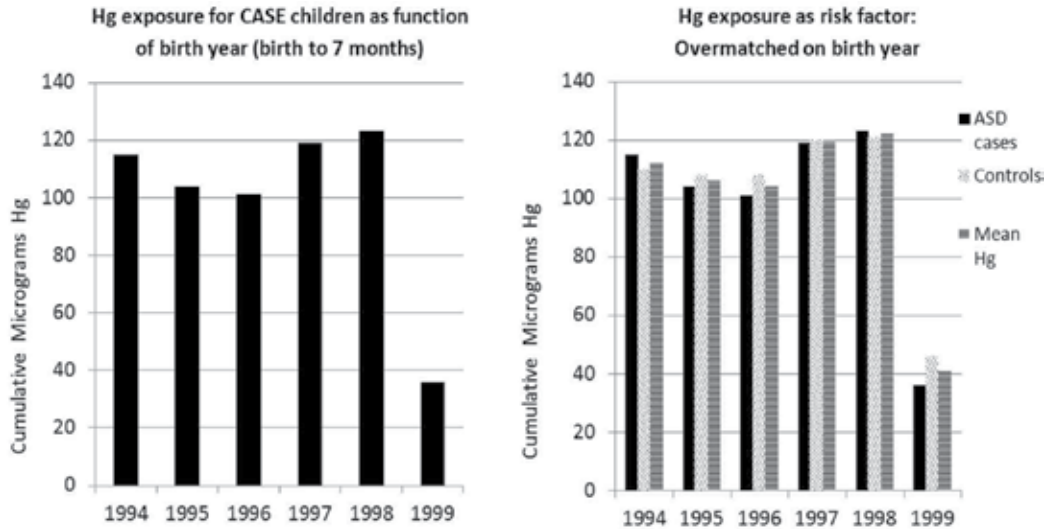 Hg exposure for CASE children as function
of birth year (birth to 7 months)
Cumulative Micrograms Hg
140
120
100
80
60
40
20
0
1994 1995 1996 1997 1998 1999
Hg exposure as risk factor:
Overmatched on birth year
Cumulative Micrograms Hg
140
120
100
80
60
40
20
0
1994 1995 1996 1997 1998 1999
ASD
cases
Controls
Mean
Hg